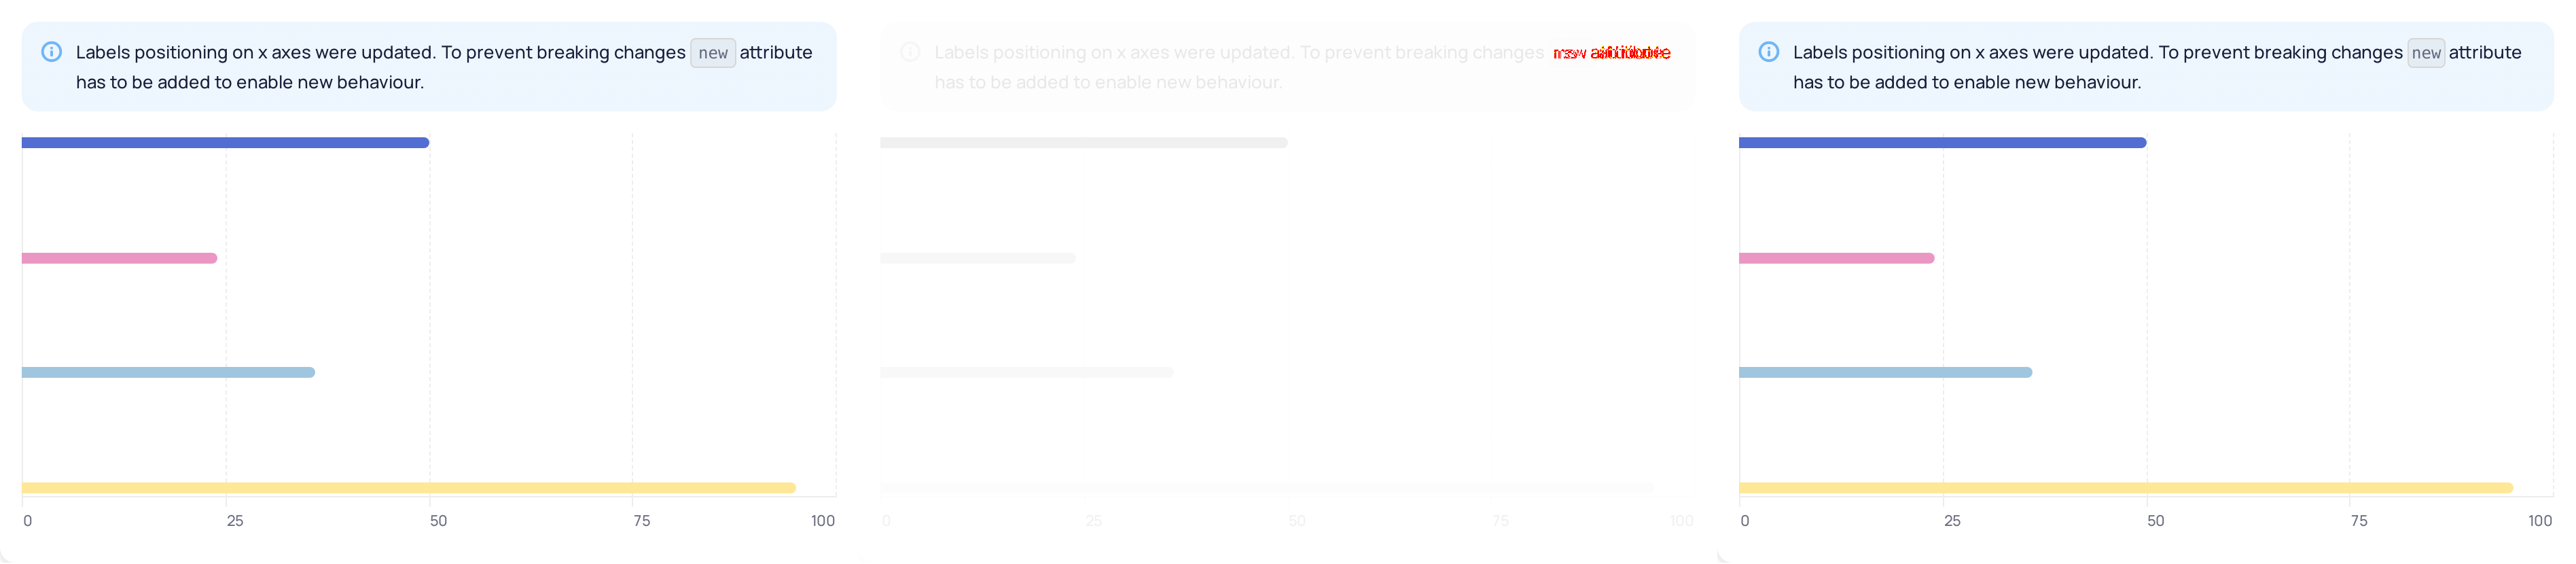 Labels positioning on x axes were updated. To prevent breaking changes new attribute
has to be added to enable new behaviour.
0 25 50 75 100
Labels positioning on x axes were updated. To prevent breaking changes
has to be added to enable new behaviour.
0 25 50 75 100
Labels positioning on x axes were updated. To prevent breaking changes new attribute
has to be added to enable new behaviour.
0 25 50 75 100